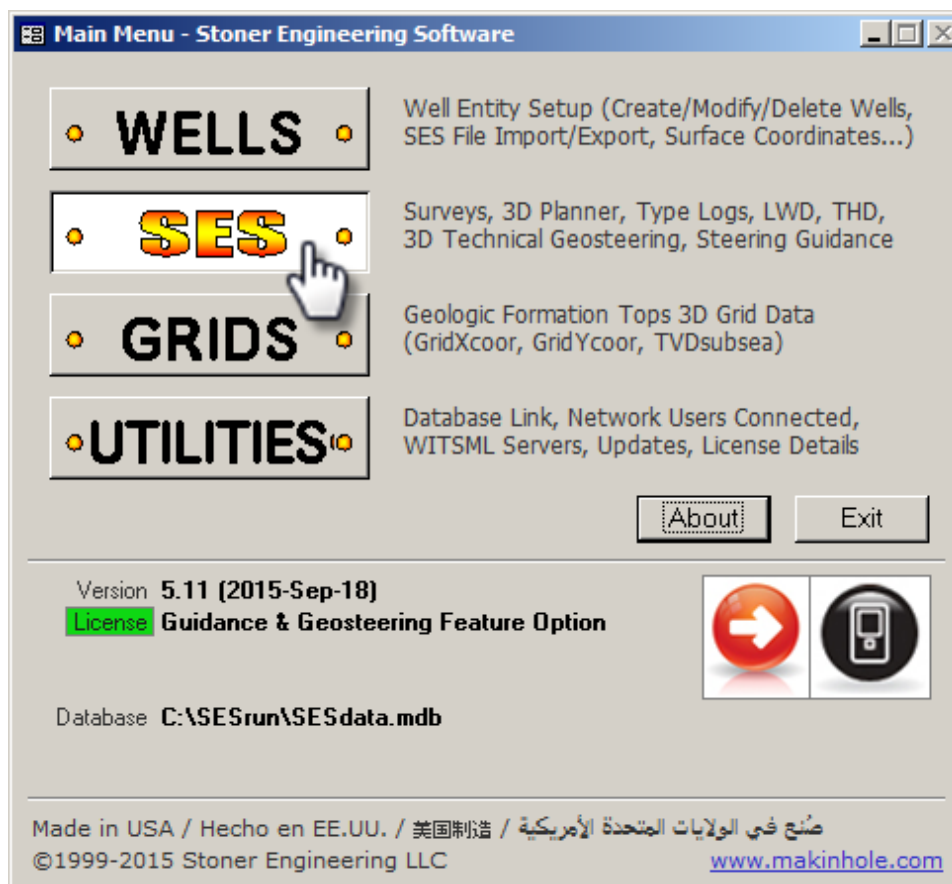 Main Menu - Stoner Engineering Software
WELLS
Well Entity Setup (Create/Modify/Delete Wells,
SES File Import/Export, Surface Coordinates...)
SES
Surveys, 3D Planner, Type Logs, LWD, THD,
3D Technical Geosteering, Steering Guidance
GRIDS
Geologic Formation Tops 3D Grid Data
(GridXcoor, GridYcoor, TVDsubsea)
UTILITIES
Database Link, Network Users Connected,
WITSML Servers, Updates, License Details
About
Exit
Version 5.11 (2015-Sep-18)
License Guidance & Geosteering Feature Option
Database C:\SESrun\SESdata.mdb
Made in USA / Hecho en EE.UU. / 美国制造 / صُنع في الولايات المتحدة الأمريكية
©1999-2015 Stoner Engineering LLC
www.makinhole.com